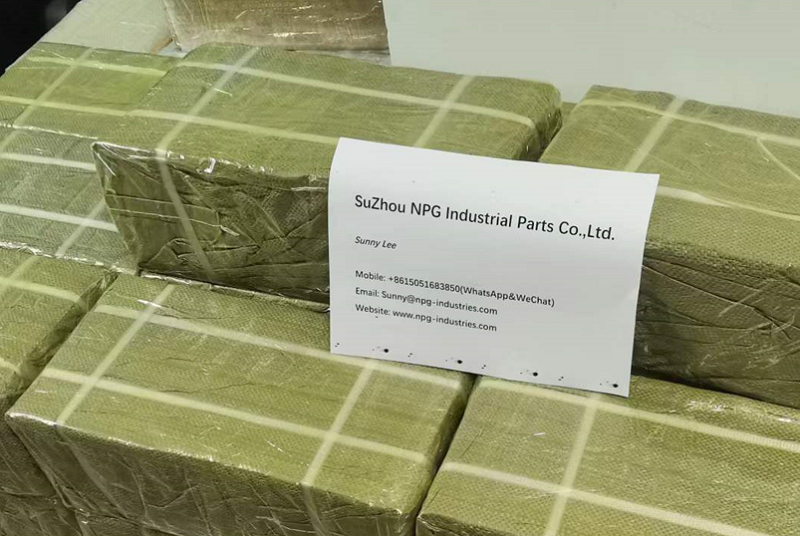 SuZhou NPG Industrial Parts Co.,Ltd.
Sunny Lee
Mobile: +8615051683850(WhatsApp&WeChat)
Email: Sunny@npg-industries.com
Website: www.npg-industries.com